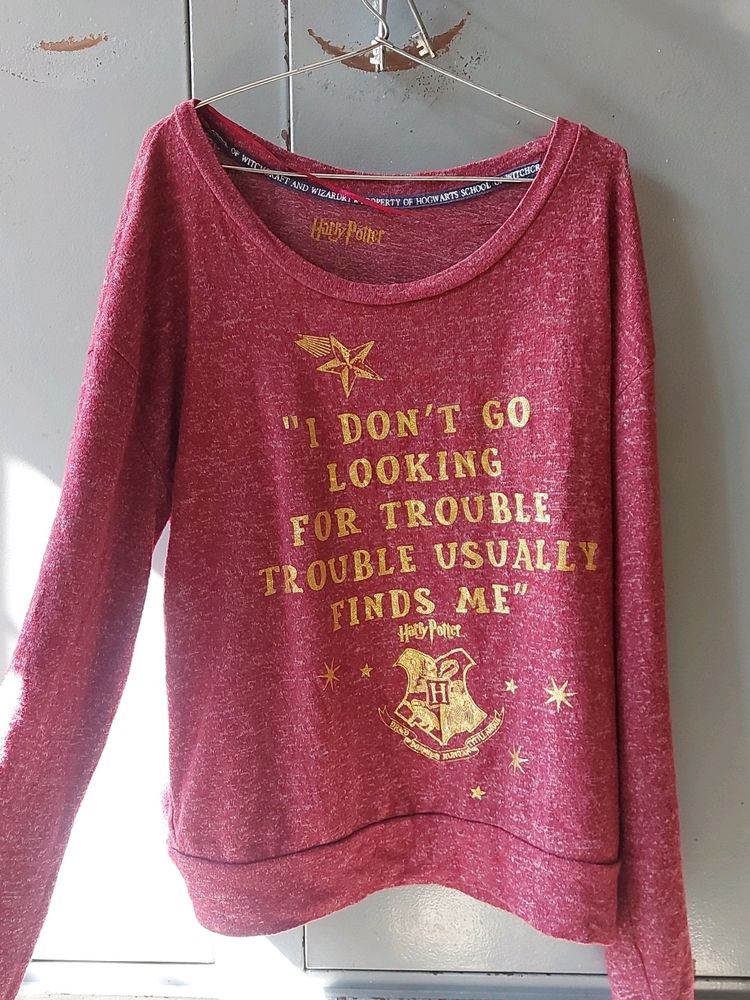 OF WITCHCRAFT AND WIZARDRY PROPERTY OF HOGWARTS SCHOOL OF WITCHCR
Harry Potter
"I DON'T GO
LOOKING
FOR TROUBLE
TROUBLE USUALLY
FINDS ME"
Harry Potter
H